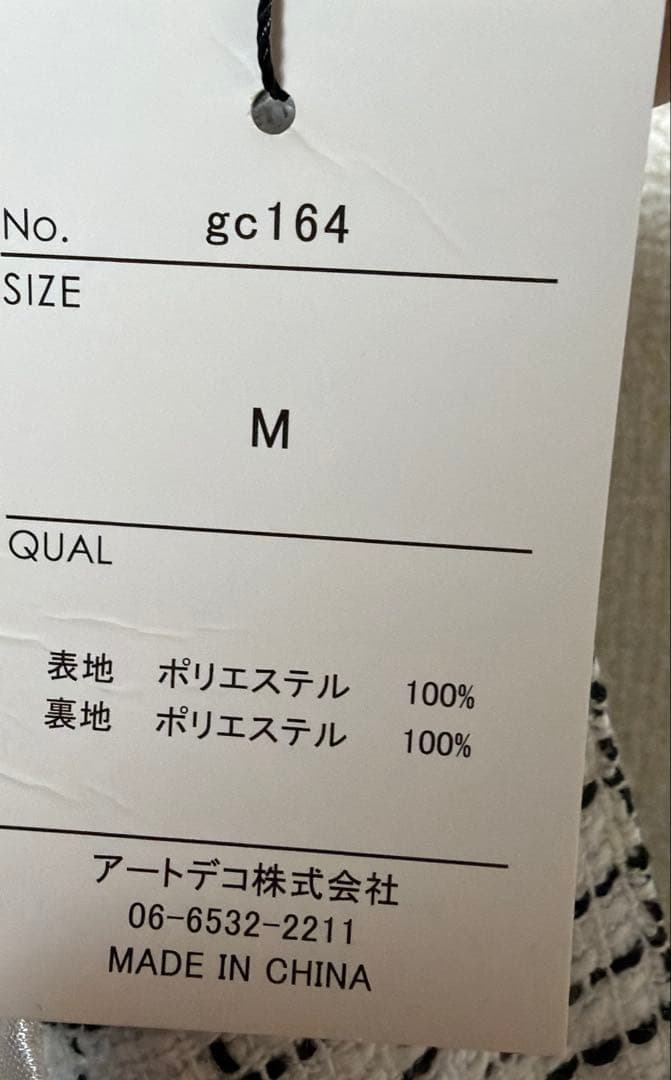 No. gc164
SIZE
M
QUAL
表地 ポリエステル 100%
裏地 ポリエステル 100%
アートデコ株式会社
06-6532-2211
MADE IN CHINA